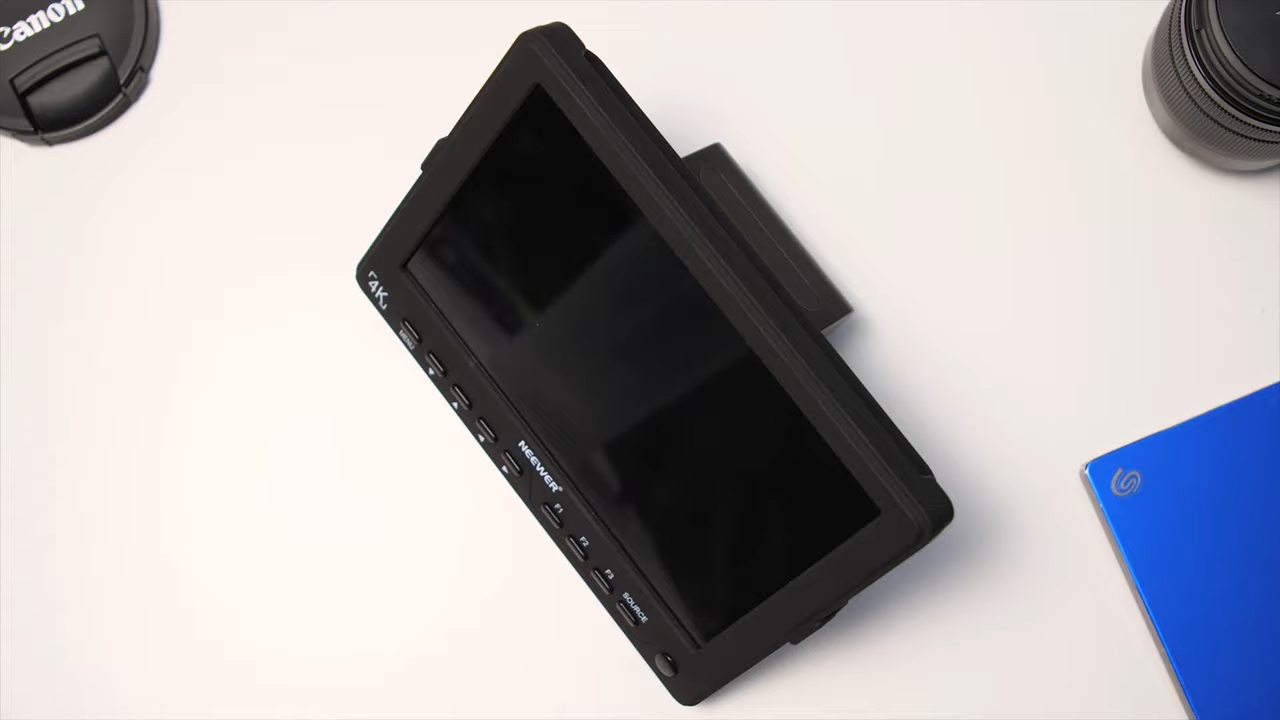 Canon
4K
MENU
▼
▲
◀
▶
NEEWER®
F1
F2
F3
SOURCE